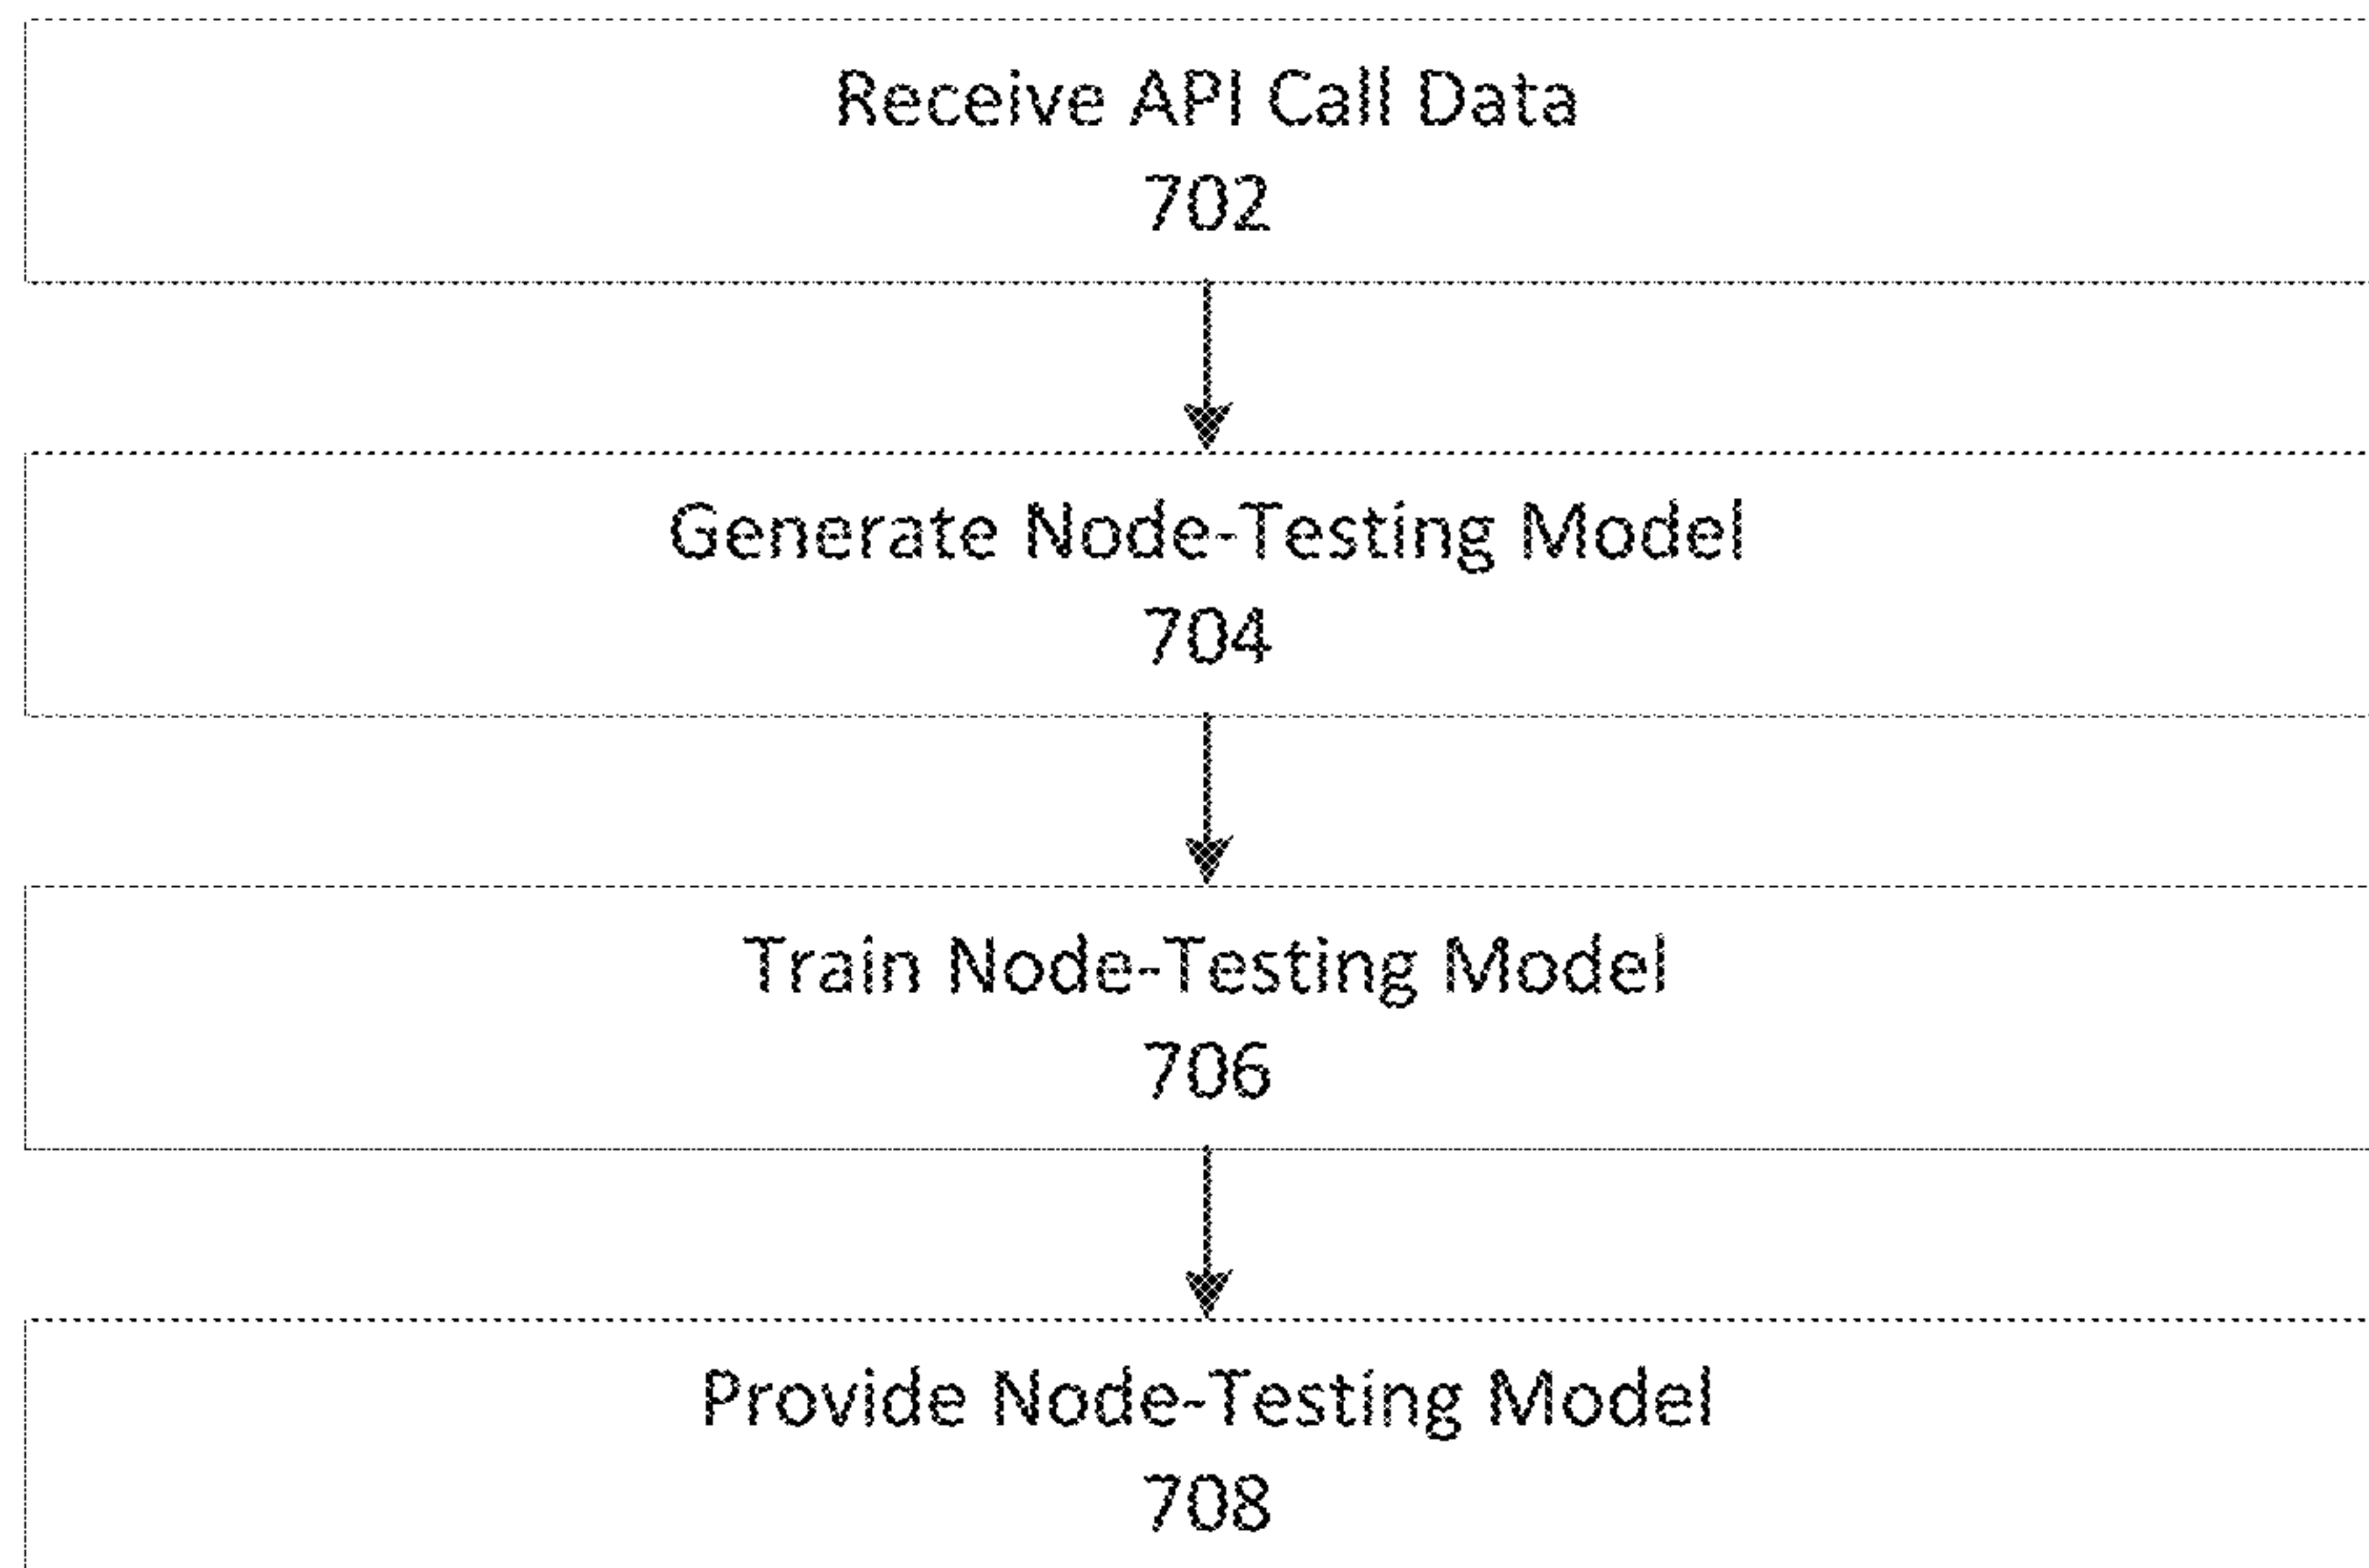 Receive API Call Data
702
Generate Node-Testing Model
704
Train Node-Testing Model
706
Provide Node-Testing Model
708